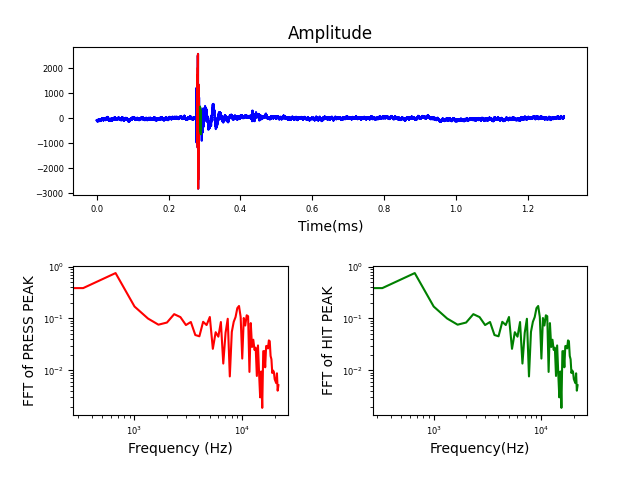 Amplitude
2000
1000
0
−1000
−2000
−3000
0.0 0.2 0.4 0.6 0.8 1.0 1.2
Time(ms)
FFT of PRESS PEAK
10⁰
10⁻¹
10⁻²
10³ 10⁴
Frequency (Hz)
FFT of HIT PEAK
10⁰
10⁻¹
10⁻²
10³ 10⁴
Frequency(Hz)